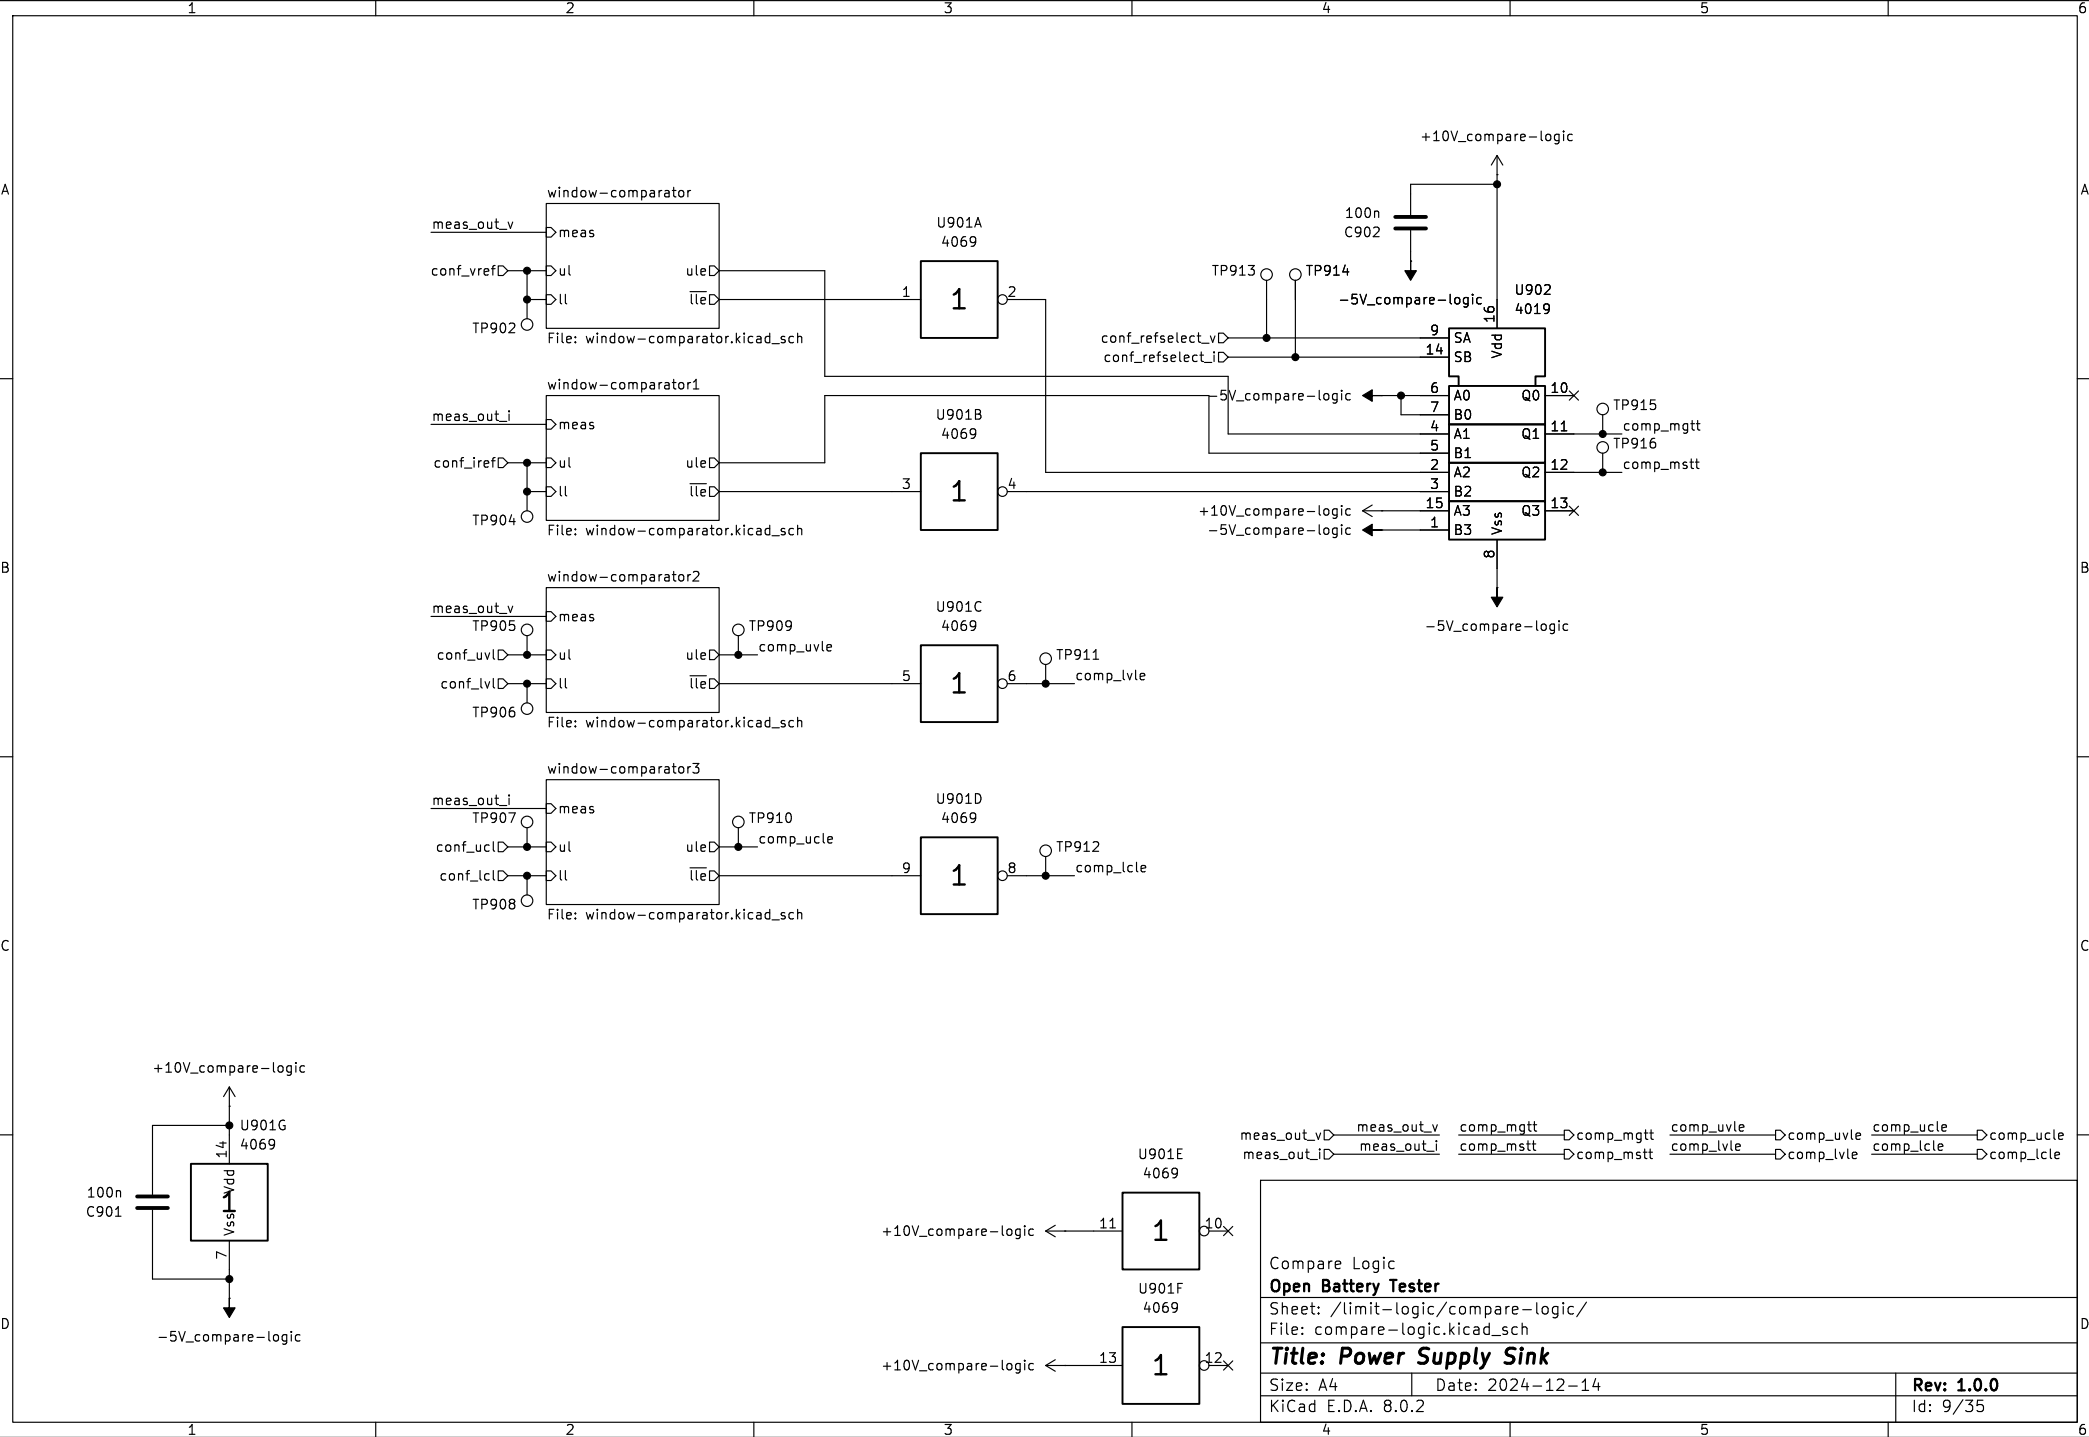 1 2 3 4 5 6
A
B
C
D
window-comparator
meas_out_v
meas
conf_vref
ul
ule
ll
lle
TP902
File: window-comparator.kicad_sch
U901A
4069
1
1
2
window-comparator1
meas_out_i
meas
conf_iref
ul
ule
ll
lle
TP904
File: window-comparator.kicad_sch
U901B
4069
3
1
4
window-comparator2
meas_out_v
meas
TP905
conf_uvl
ul
ule
TP909
comp_uvle
conf_lvl
ll
lle
TP906
File: window-comparator.kicad_sch
U901C
4069
5
1
6
TP911
comp_lvle
window-comparator3
meas_out_i
meas
TP907
conf_ucl
ul
ule
TP910
comp_ucle
conf_lcl
ll
lle
TP908
File: window-comparator.kicad_sch
U901D
4069
9
1
8
TP912
comp_lcle
+10V_compare-logic
100n
C902
-5V_compare-logic
TP913
TP914
U902
4019
16
Vdd
conf_refselect_v
9 SA
conf_refselect_i
14 SB
-5V_compare-logic
6 A0 Q0 10
7 B0
4 A1 Q1 11
TP915
comp_mgtt
5 B1
TP916
2 A2 Q2 12
comp_mstt
3 B2
+10V_compare-logic
15 A3 Q3 13
-5V_compare-logic
1 B3
Vss
8
-5V_compare-logic
+10V_compare-logic
U901G
4069
14
Vdd
1
Vss
7
100n
C901
-5V_compare-logic
U901E
4069
+10V_compare-logic
11
1
10
U901F
4069
+10V_compare-logic
13
1
12
meas_out_v meas_out_v comp_mgtt comp_mgtt comp_uvle comp_uvle comp_ucle comp_ucle
meas_out_i meas_out_i comp_mstt comp_mstt comp_lvle comp_lvle comp_lcle comp_lcle
Compare Logic
Open Battery Tester
Sheet: /limit-logic/compare-logic/
File: compare-logic.kicad_sch
Title: Power Supply Sink
Size: A4 Date: 2024-12-14 Rev: 1.0.0
KiCad E.D.A. 8.0.2 Id: 9/35
A
B
C
D
1 2 3 4 5 6